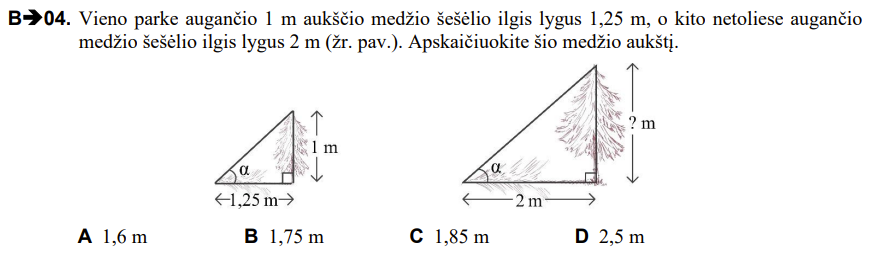 B➔04. Vieno parke augančio 1 m aukščio medžio šešėlio ilgis lygus 1,25 m, o kito netoliese augančio
medžio šešėlio ilgis lygus 2 m (žr. pav.). Apskaičiuokite šio medžio aukštį.
? m
1 m
α
α
1,25 m
2 m
A 1,6 m B 1,75 m C 1,85 m D 2,5 m